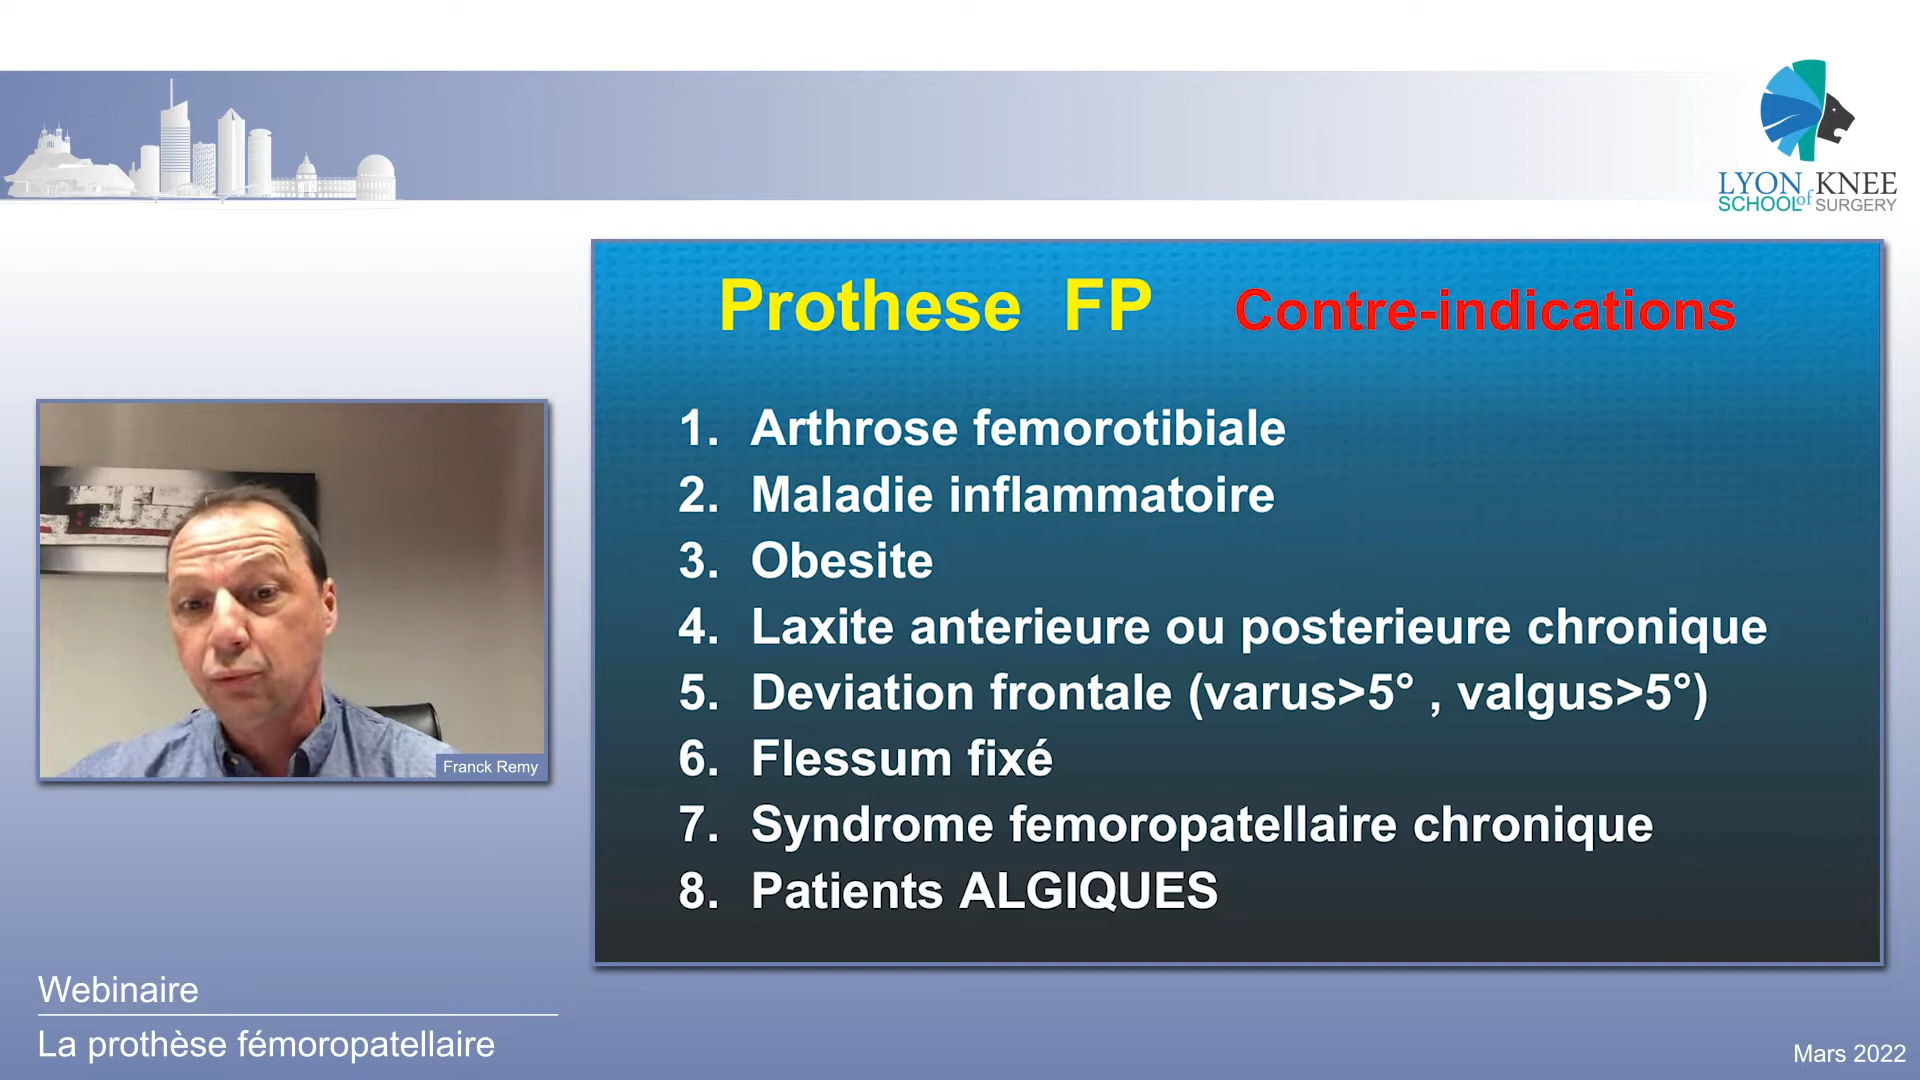 LYON KNEE
SCHOOL of SURGERY
Prothese FP Contre-indications
1. Arthrose femorotibiale
2. Maladie inflammatoire
3. Obesite
4. Laxite anterieure ou posterieure chronique
5. Deviation frontale (varus>5° , valgus>5°)
6. Flessum fixé
7. Syndrome femoropatellaire chronique
8. Patients ALGIQUES
Franck Remy
Webinaire
La prothèse fémoropatellaire
Mars 2022